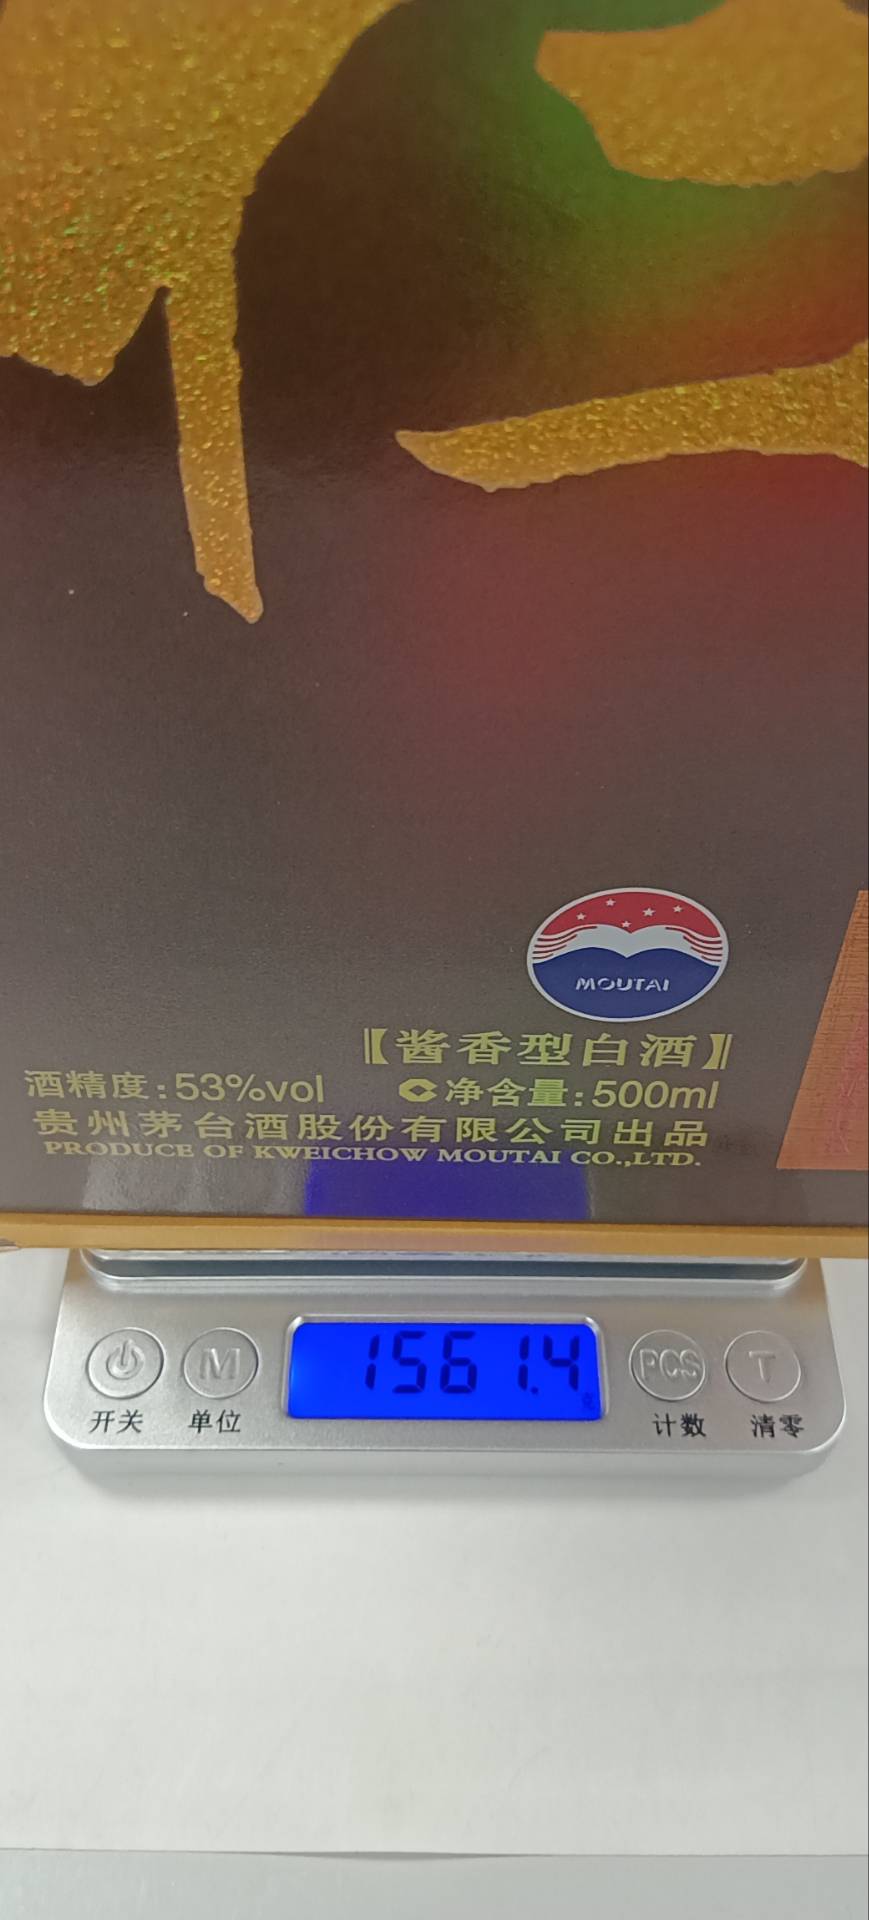 MOUTAI
【酱香型白酒】
酒精度:53%vol 净含量:500ml
贵州茅台酒股份有限公司出品
PRODUCE OF KWEICHOW MOUTAI CO.,LTD.
1561.4
M PCS T
开关 单位 计数 清零